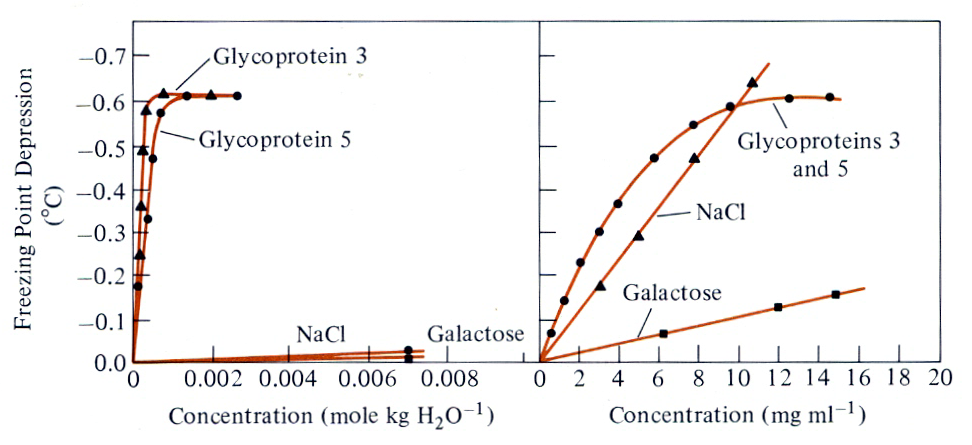 Freezing Point Depression
(°C)
−0.7
−0.6
−0.5
−0.4
−0.3
−0.2
−0.1
0.0
Glycoprotein 3
Glycoprotein 5
NaCl
Galactose
0 0.002 0.004 0.006 0.008
Concentration (mole kg H₂O⁻¹)
Glycoproteins 3
and 5
NaCl
Galactose
0 2 4 6 8 10 12 14 16 18 20
Concentration (mg ml⁻¹)